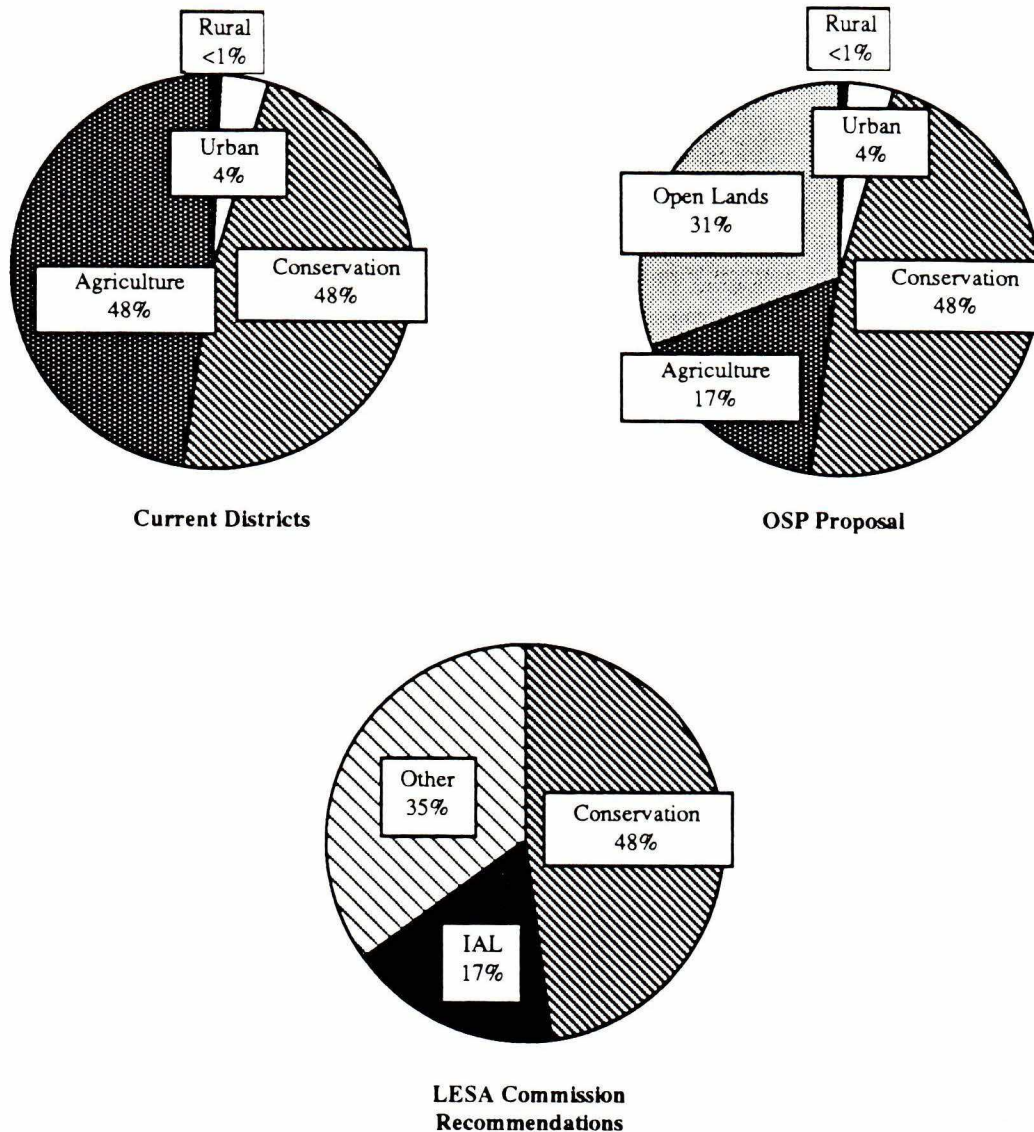 Rural
<1%
Urban
4%
Agriculture
48%
Conservation
48%
Current Districts
Rural
<1%
Urban
4%
Open Lands
31%
Conservation
48%
Agriculture
17%
OSP Proposal
Other
35%
Conservation
48%
IAL
17%
LESA Commission
Recommendations